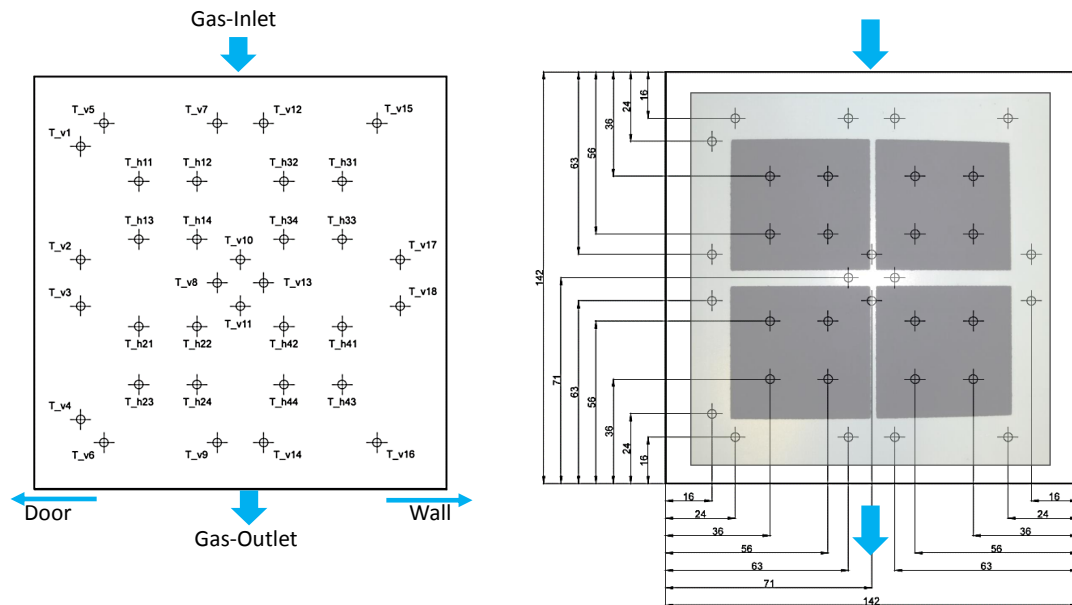 Gas-Inlet
T_v5
T_v7
T_v12
T_v15
T_v1
T_h11
T_h12
T_h32
T_h31
T_h13
T_h14
T_h34
T_h33
T_v10
T_v2
T_v17
T_v8
T_v13
T_v3
T_v18
T_v11
T_h21
T_h22
T_h42
T_h41
T_h23
T_h24
T_h44
T_h43
T_v4
T_v6
T_v9
T_v14
T_v16
Door
Wall
Gas-Outlet
142
63
56
36
24
16
71
63
56
36
24
16
16
16
24
24
36
36
56
56
63
63
71
142